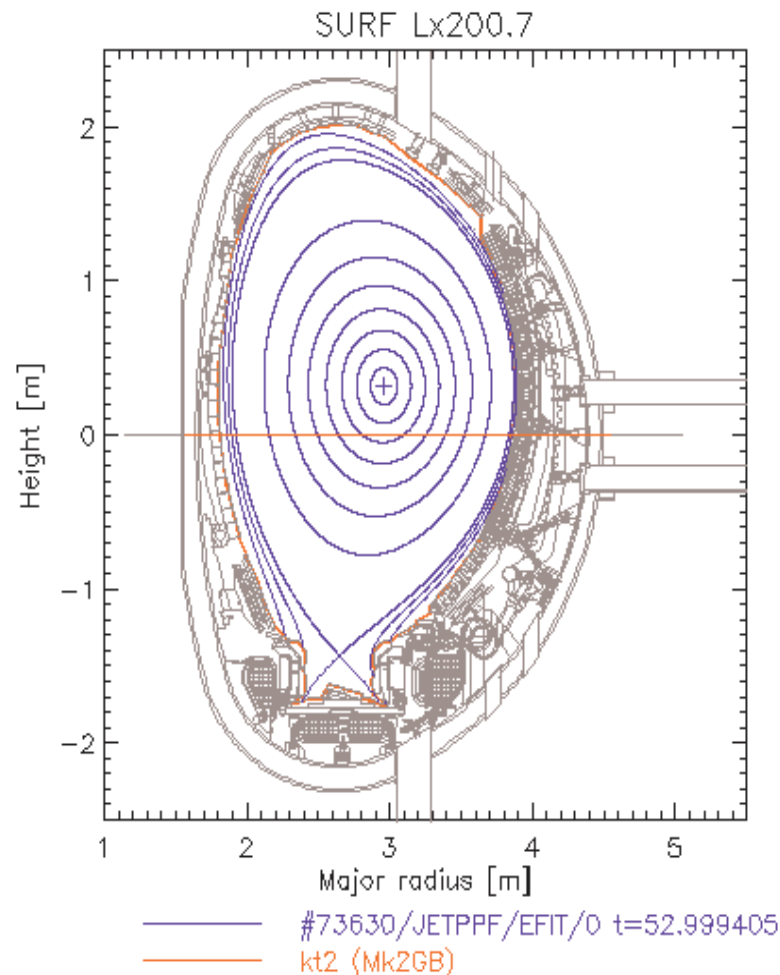 SURF Lx200.7
2
1
0
-1
-2
Height [m]
1 2 3 4 5
Major radius [m]
#73630/JETPPF/EFIT/0 t=52.999405
kt2 (Mk2GB)